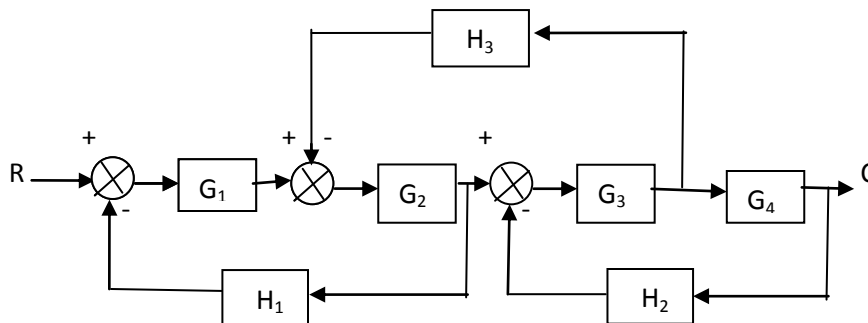 H₃
+ + - +
R G₁ G₂ G₃ G₄ C
- -
H₁ H₂